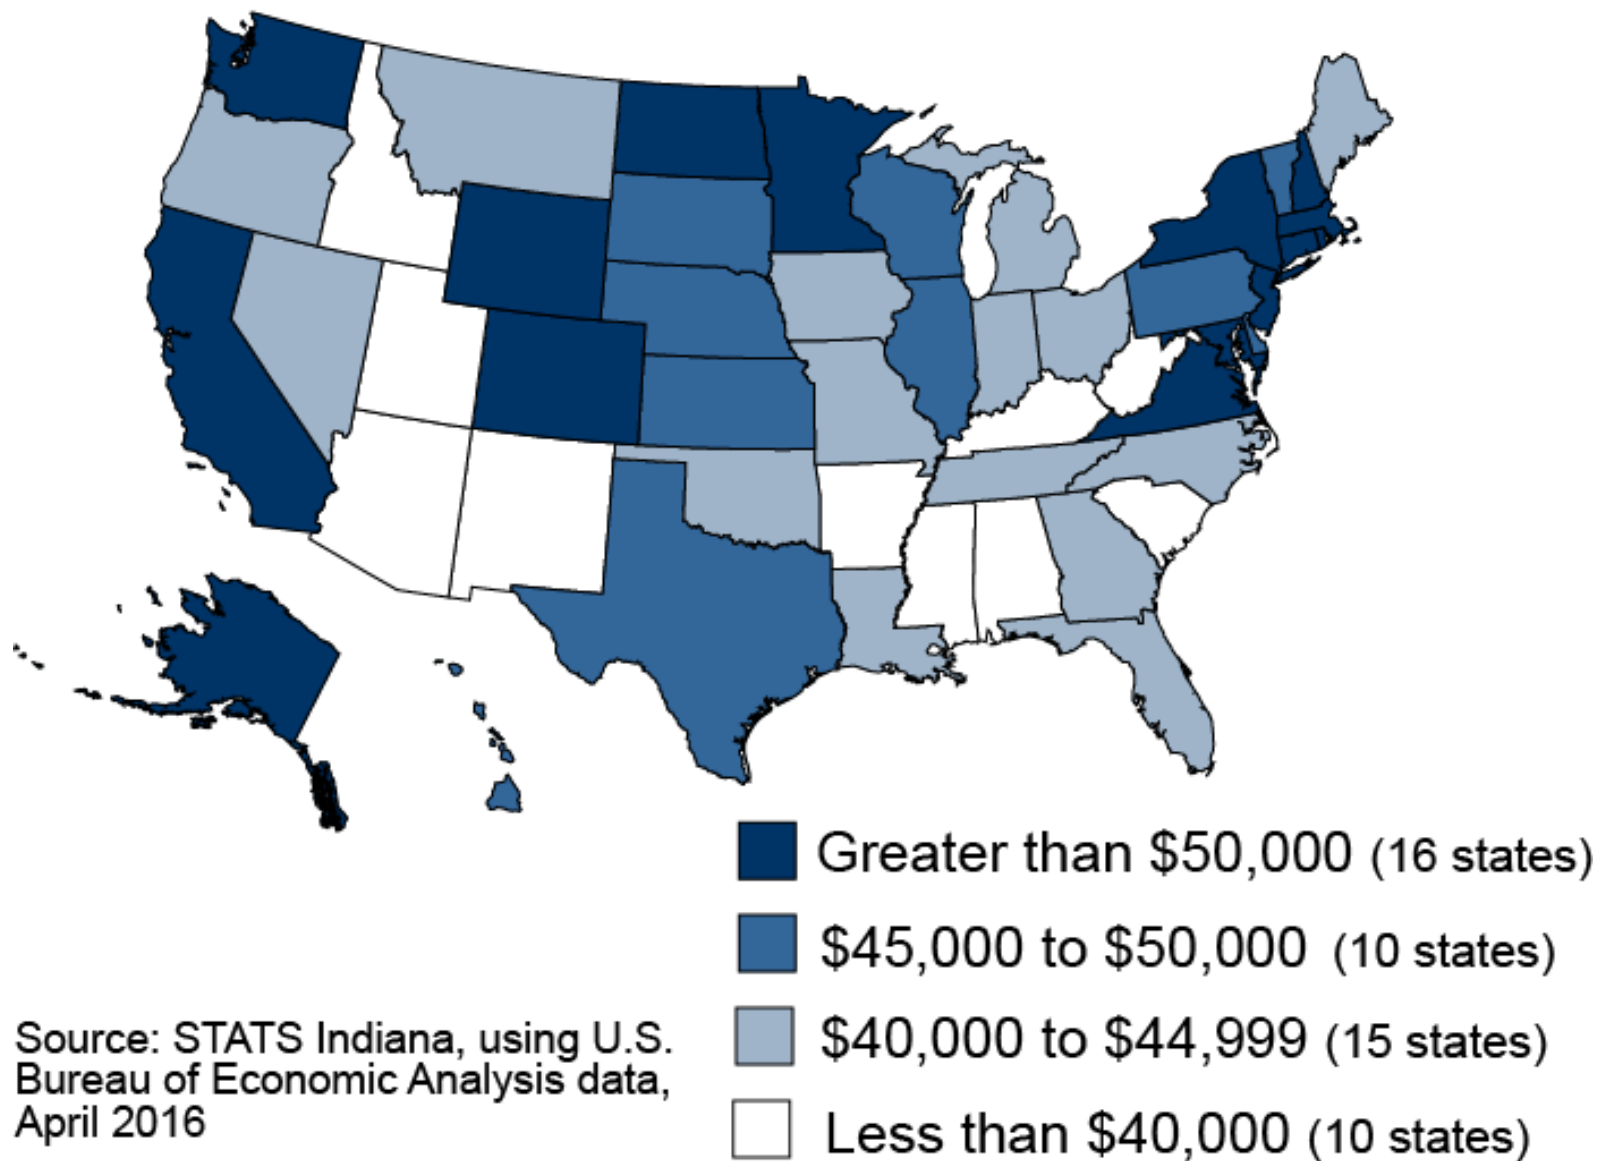 Greater than $50,000 (16 states)
$45,000 to $50,000 (10 states)
$40,000 to $44,999 (15 states)
Less than $40,000 (10 states)
Source: STATS Indiana, using U.S.
Bureau of Economic Analysis data,
April 2016